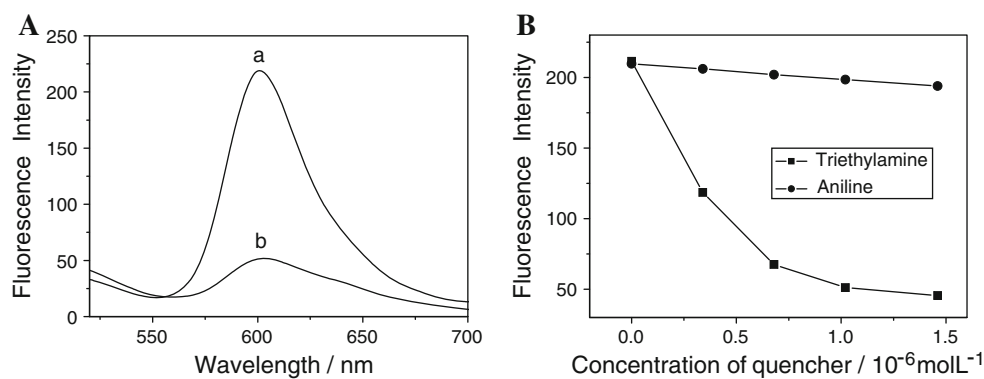 A
Fluorescence Intensity
250
200
150
100
50
0
a
b
550
600
650
700
Wavelength / nm
B
Fluorescence Intensity
200
150
100
50
Triethylamine
Aniline
0.0
0.5
1.0
1.5
Concentration of quencher / 10⁻⁶molL⁻¹